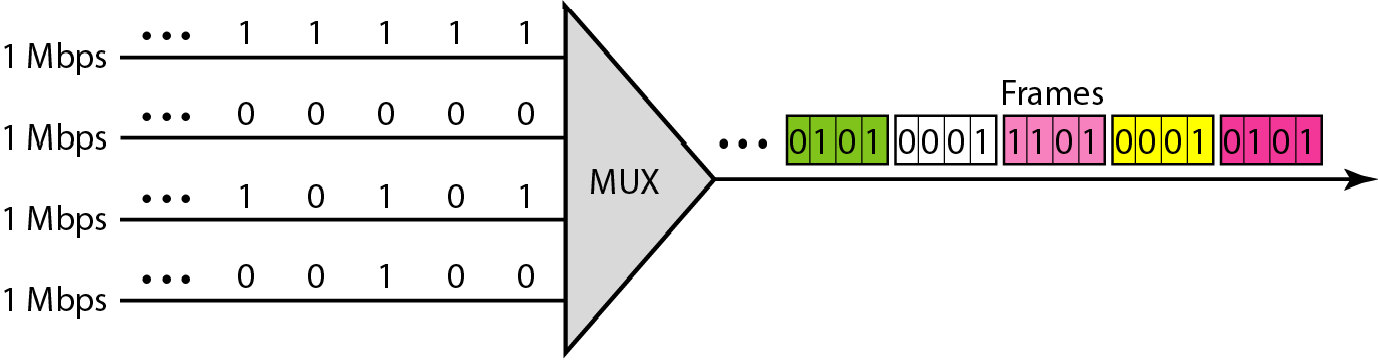 1 Mbps ••• 1 1 1 1 1
1 Mbps ••• 0 0 0 0 0
1 Mbps ••• 1 0 1 0 1
1 Mbps ••• 0 0 1 0 0
MUX
Frames
••• 0101 0001 1101 0001 0101